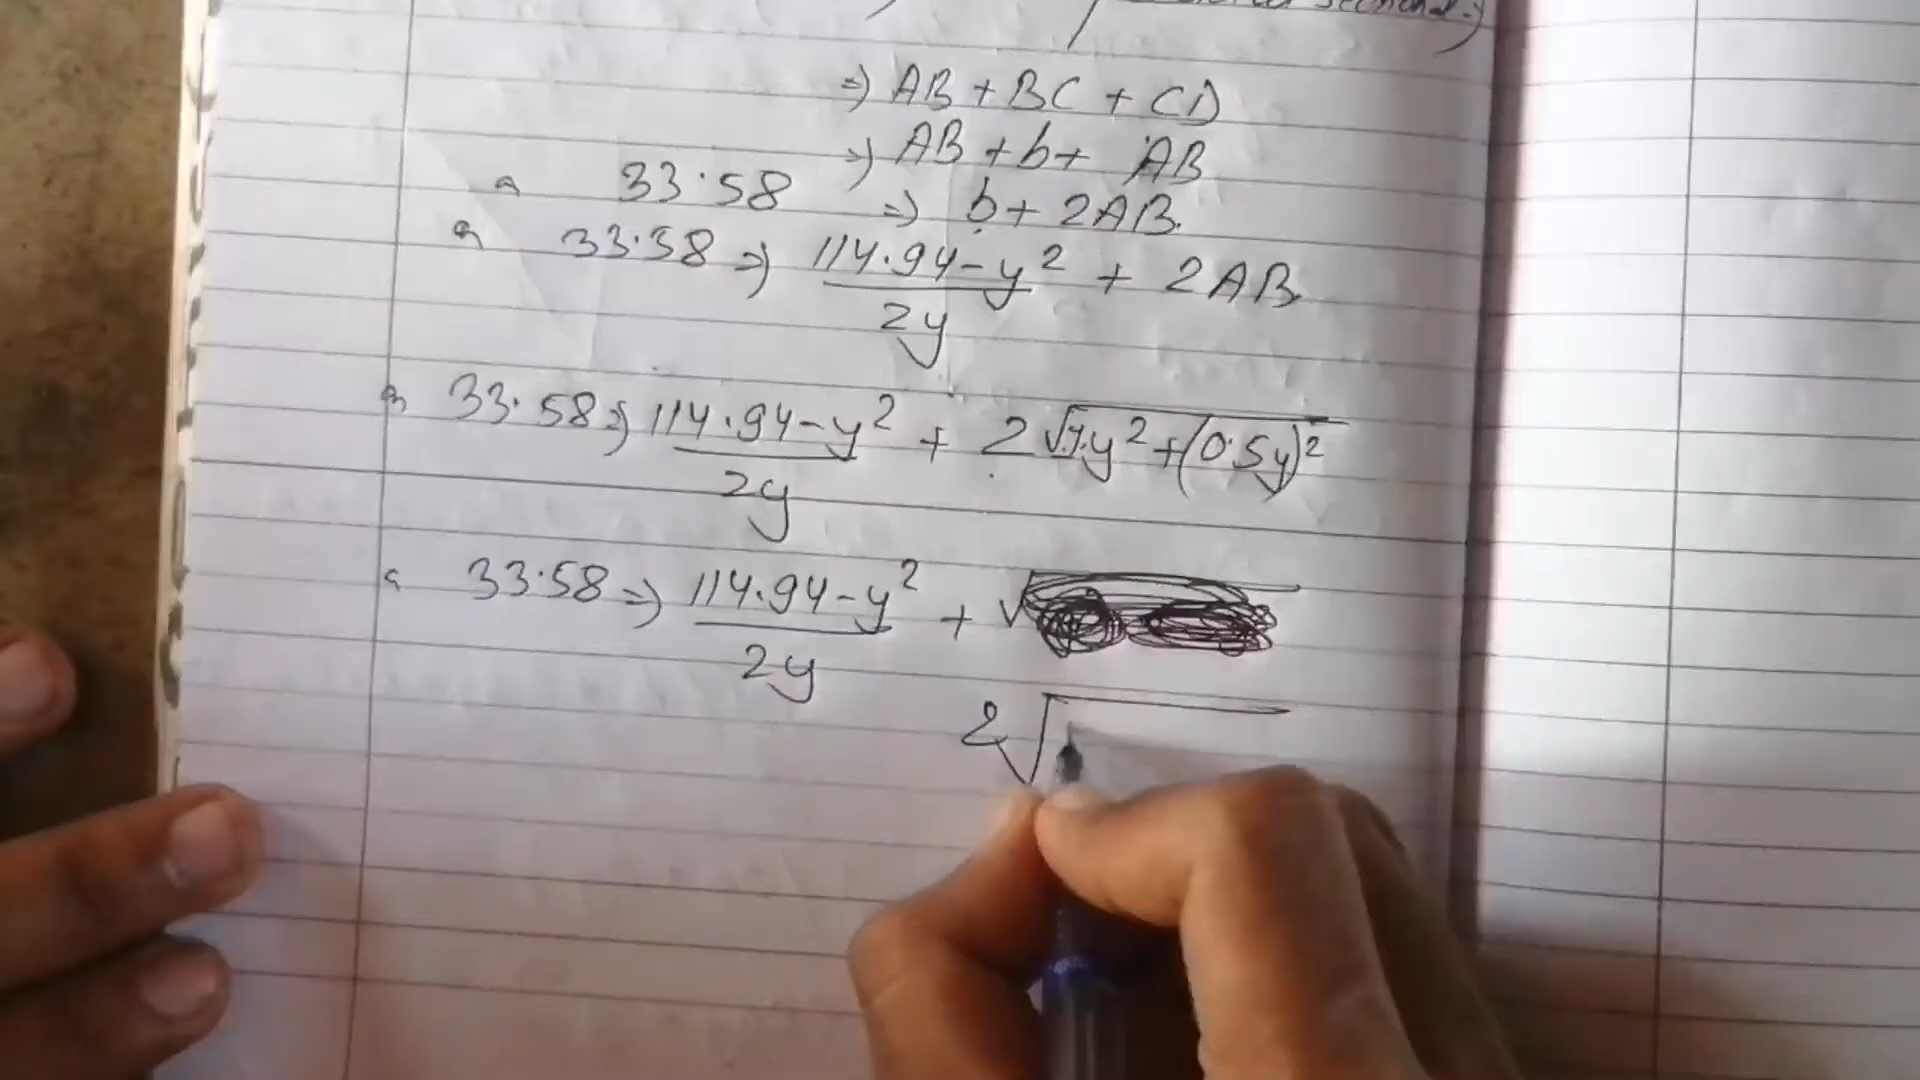 ⇒ AB + BC + CD
⇒ AB + b + AB
33.58 ⇒ b + 2AB.
33.58 ⇒ (114.94 - y²)/2y + 2AB
33.58 ⇒ (114.94 - y²)/2y + 2√y² + (0.5y)²
33.58 ⇒ (114.94 - y²)/2y + √
2√